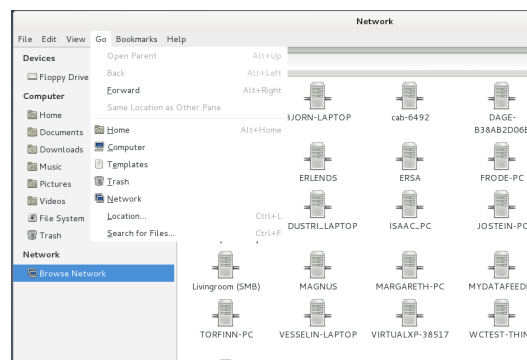 Network
File Edit View Go Bookmarks Help
Devices
Floppy Drive
Computer
Home
Documents
Downloads
Music
Pictures
Videos
File System
Trash
Network
Browse Network
Open Parent Alt+Up
Back Alt+Left
Forward Alt+Right
Same Location as Other Pane
Home Alt+Home
Computer
Templates
Trash
Network
Location... Ctrl+L
Search for Files... Ctrl+F
BJORN-LAPTOP cab-6492 DAGE-
B38AB2D06E
ERLENDS ERSA FRODE-PC
DUSTRI_LAPTOP ISAAC_PC JOSTEIN-PC
Livingroom (SMB) MAGNUS MARGARETH-PC MYDATAFEED
TORFINN-PC VESSELIN-LAPTOP VIRTUALXP-38517 WCTEST-THIN